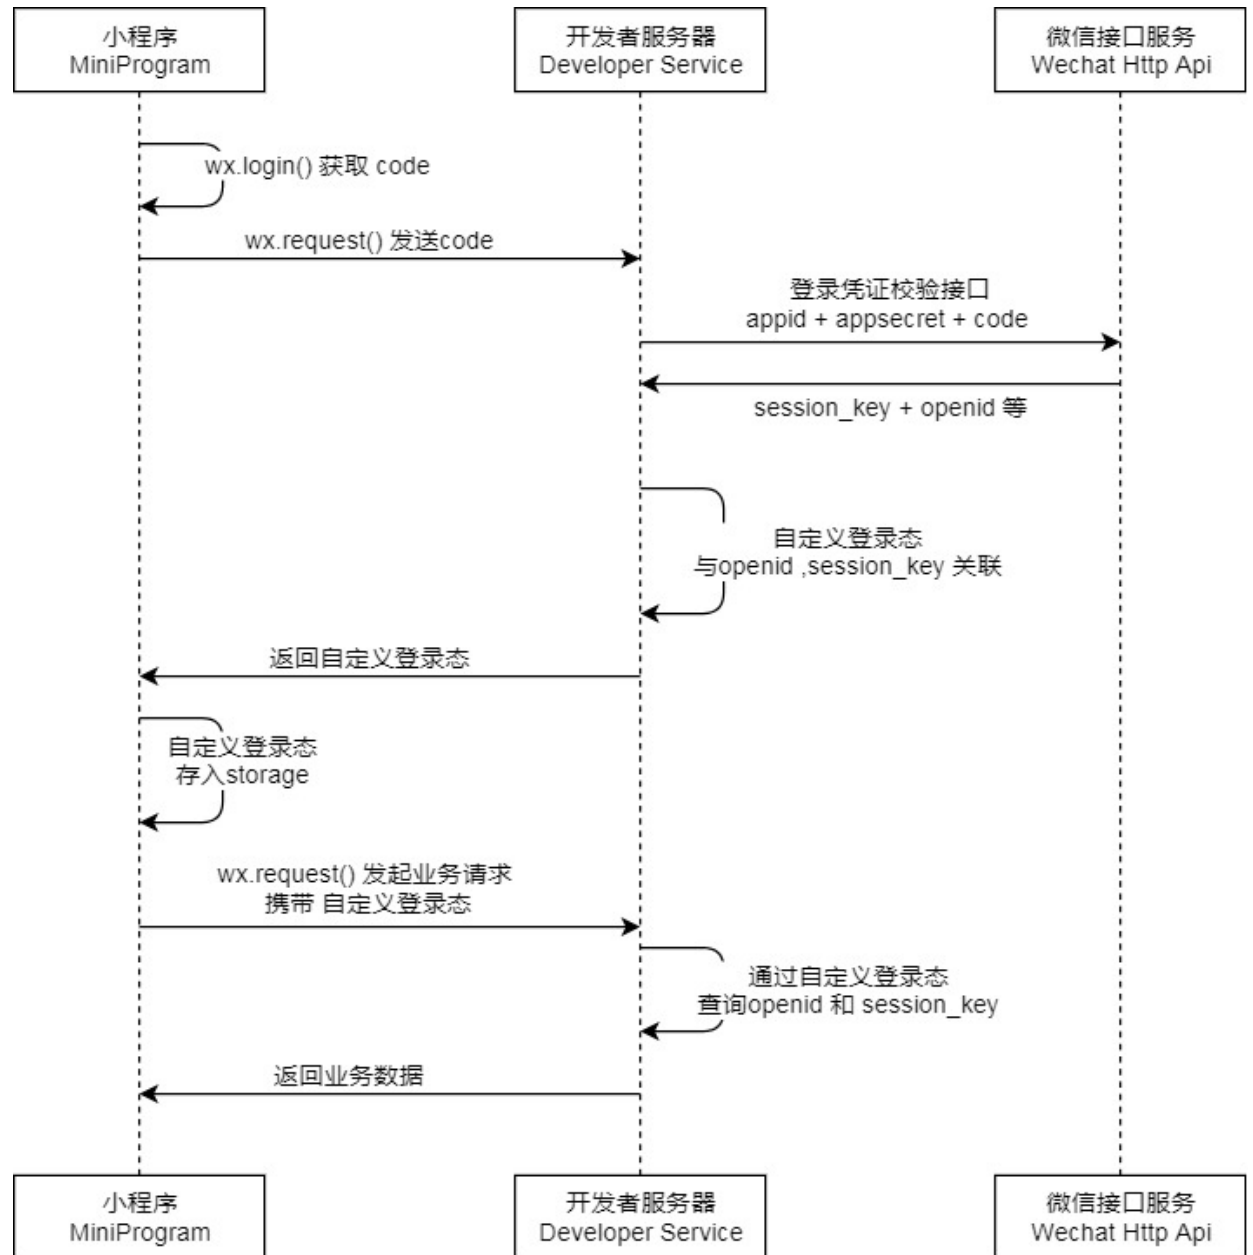 小程序
MiniProgram
开发者服务器
Developer Service
微信接口服务
Wechat Http Api
wx.login() 获取 code
wx.request() 发送code
登录凭证校验接口
appid + appsecret + code
session_key + openid 等
自定义登录态
与openid ,session_key 关联
返回自定义登录态
自定义登录态
存入storage
wx.request() 发起业务请求
携带 自定义登录态
通过自定义登录态
查询openid 和 session_key
返回业务数据
小程序
MiniProgram
开发者服务器
Developer Service
微信接口服务
Wechat Http Api